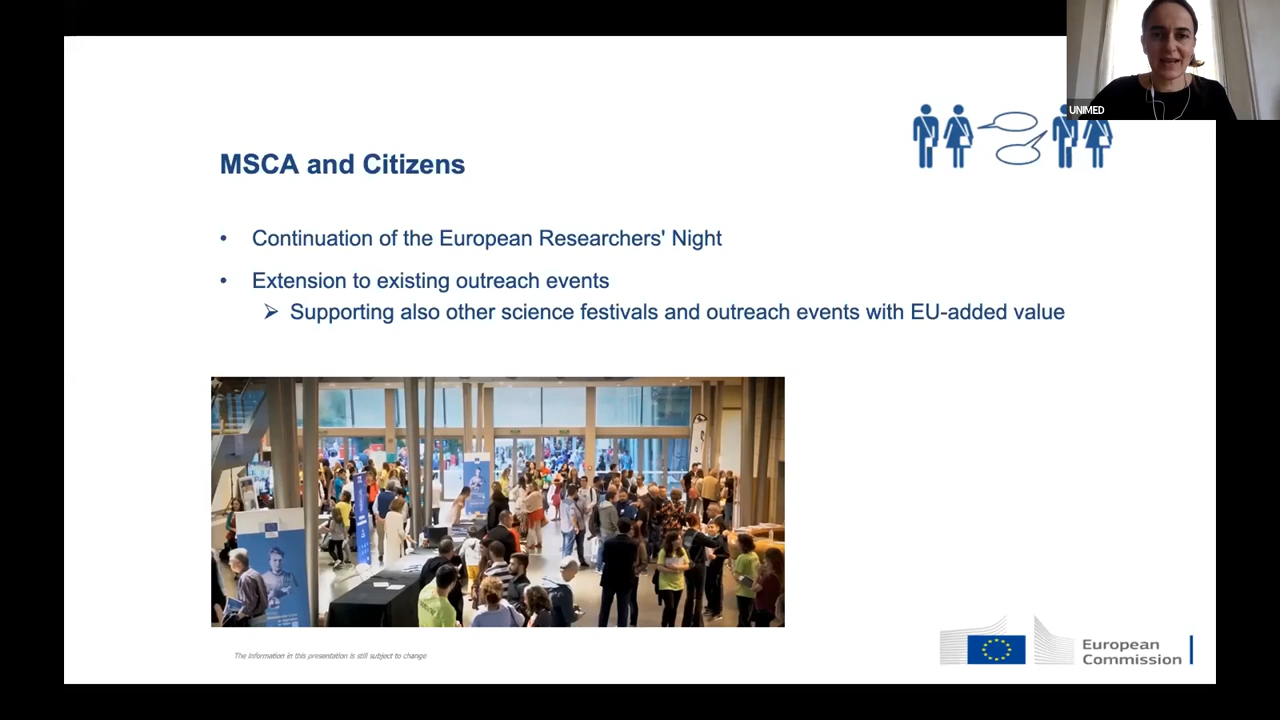 UNIMED
MSCA and Citizens
• Continuation of the European Researchers' Night
• Extension to existing outreach events
➢ Supporting also other science festivals and outreach events with EU-added value
The information in this presentation is still subject to change
European
Commission